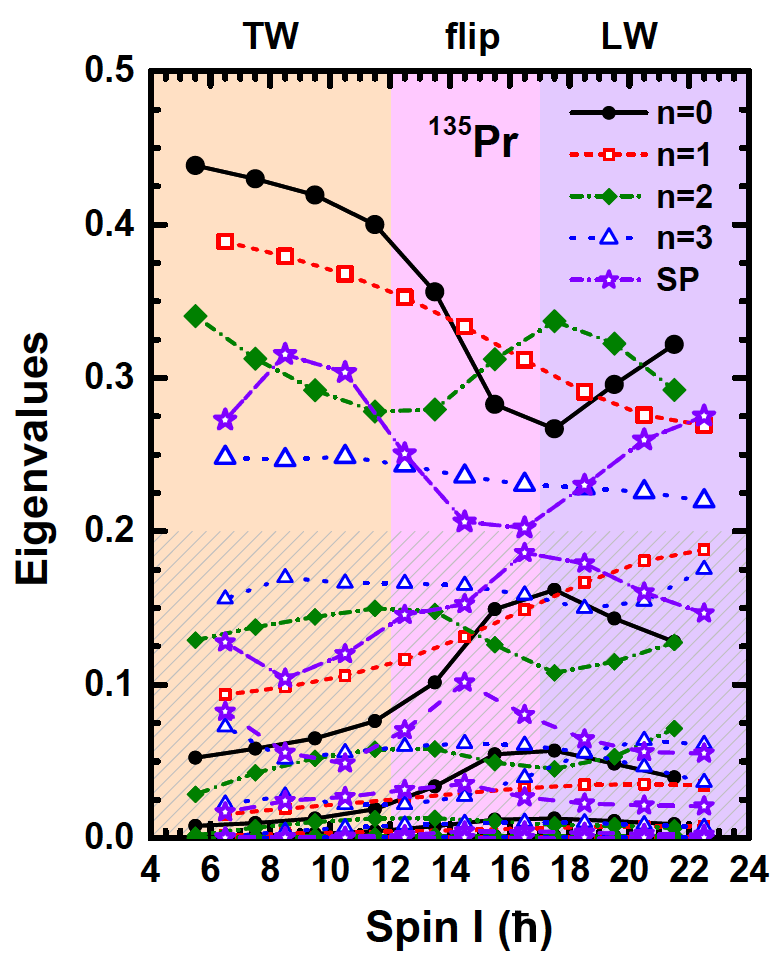 TW flip LW
¹³⁵Pr
n=0
n=1
n=2
n=3
SP
Eigenvalues
0.5
0.4
0.3
0.2
0.1
0.0
4 6 8 10 12 14 16 18 20 22 24
Spin I (ħ)